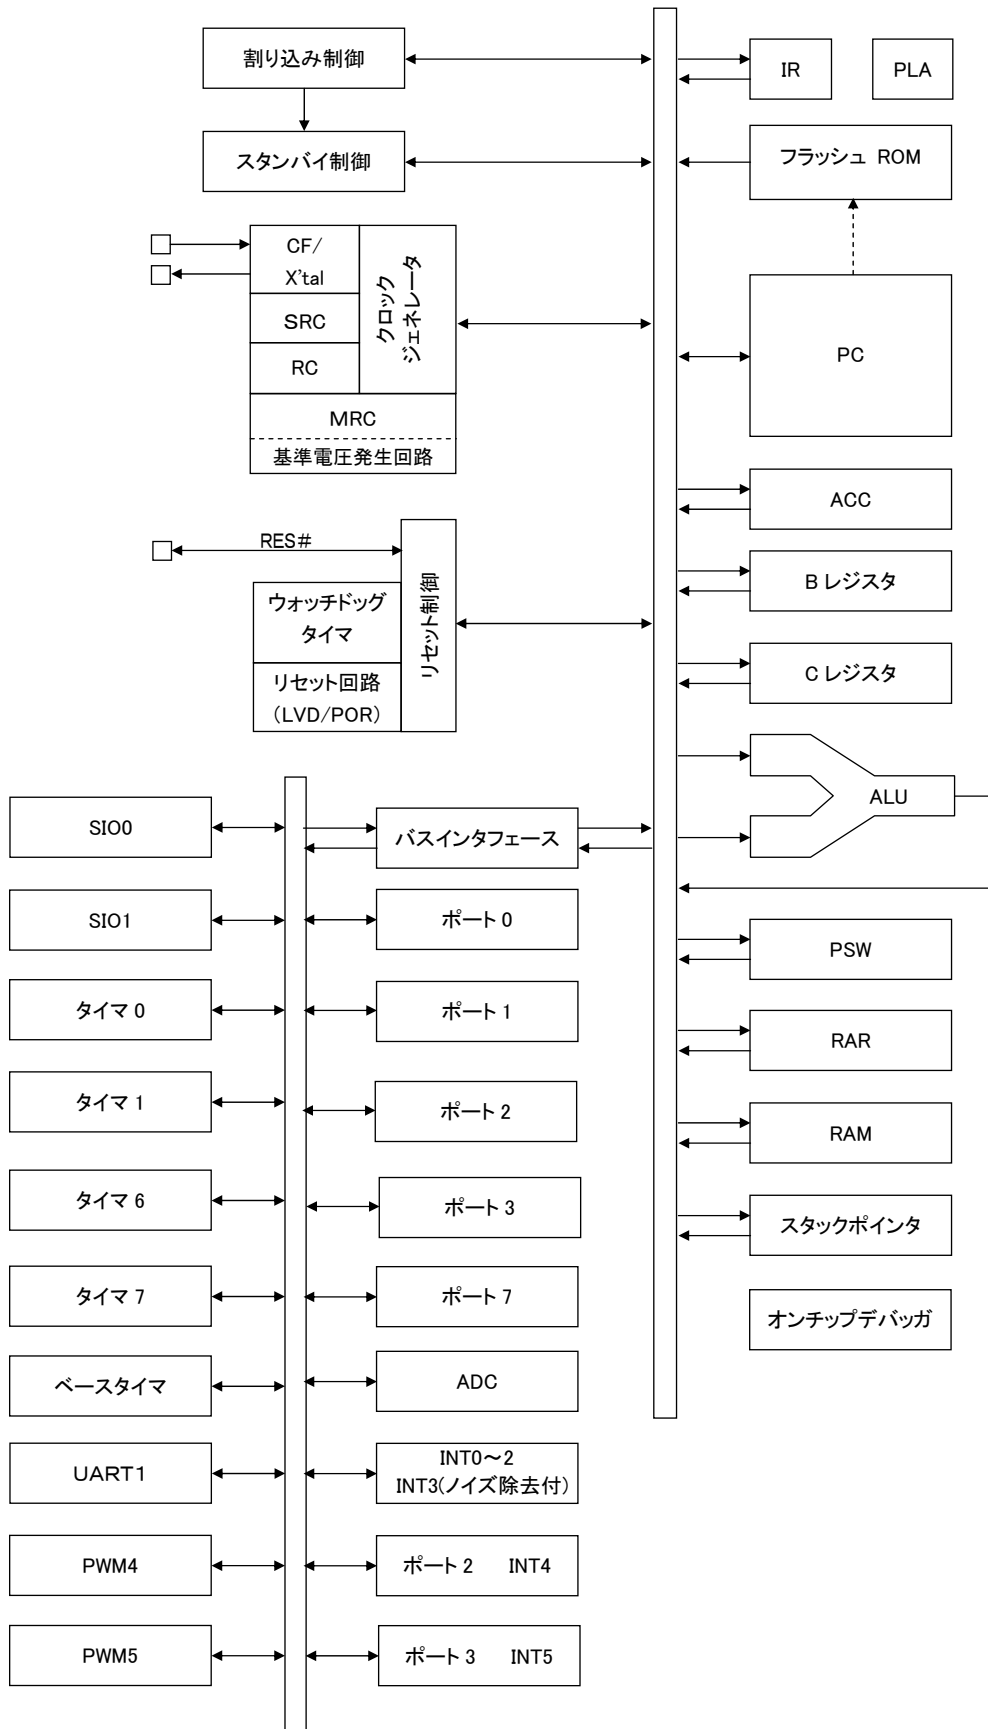 割り込み制御
スタンバイ制御
CF/
X'tal
SRC
RC
クロック
ジェネレータ
MRC
基準電圧発生回路
RES#
ウォッチドッグ
タイマ
リセット回路
(LVD/POR)
リセット制御
IR
PLA
フラッシュ ROM
PC
ACC
B レジスタ
C レジスタ
ALU
PSW
RAR
RAM
スタックポインタ
オンチップデバッガ
SIO0
SIO1
タイマ 0
タイマ 1
タイマ 6
タイマ 7
ベースタイマ
UART1
PWM4
PWM5
バスインタフェース
ポート 0
ポート 1
ポート 2
ポート 3
ポート 7
ADC
INT0～2
INT3(ノイズ除去付)
ポート 2 INT4
ポート 3 INT5